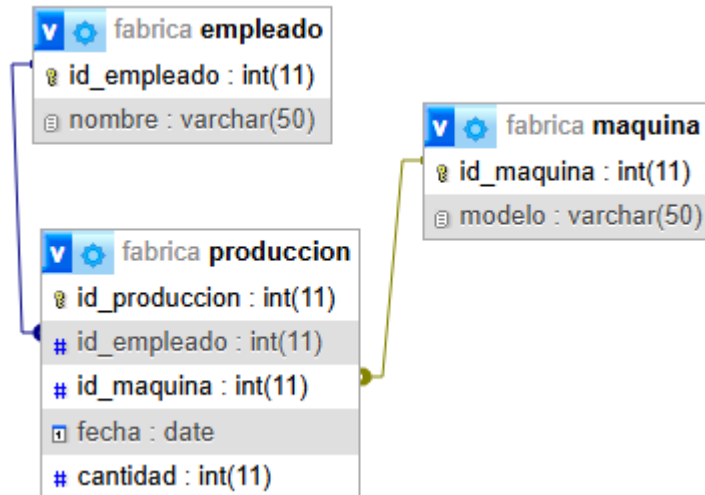 fabrica empleado
id_empleado : int(11)
nombre : varchar(50)
fabrica maquina
id_maquina : int(11)
modelo : varchar(50)
fabrica produccion
id_produccion : int(11)
# id_empleado : int(11)
# id_maquina : int(11)
fecha : date
# cantidad : int(11)